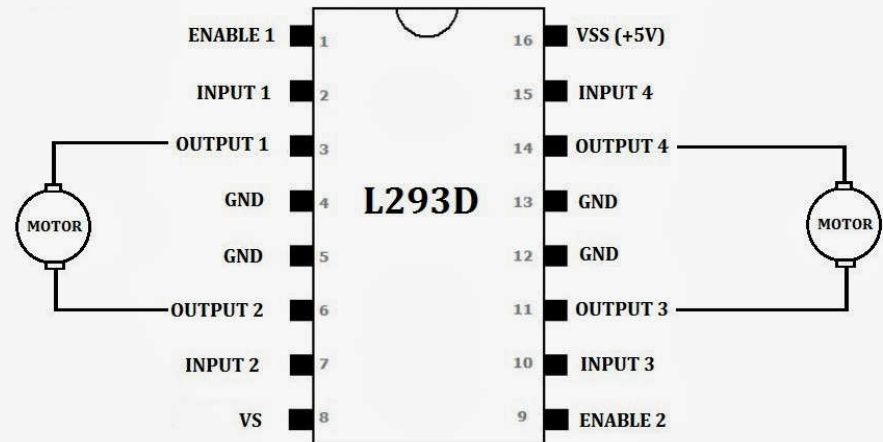 ENABLE 1 1 16 VSS (+5V)
INPUT 1 2 15 INPUT 4
OUTPUT 1 3 14 OUTPUT 4
GND 4 L293D 13 GND
MOTOR MOTOR
GND 5 12 GND
OUTPUT 2 6 11 OUTPUT 3
INPUT 2 7 10 INPUT 3
VS 8 9 ENABLE 2